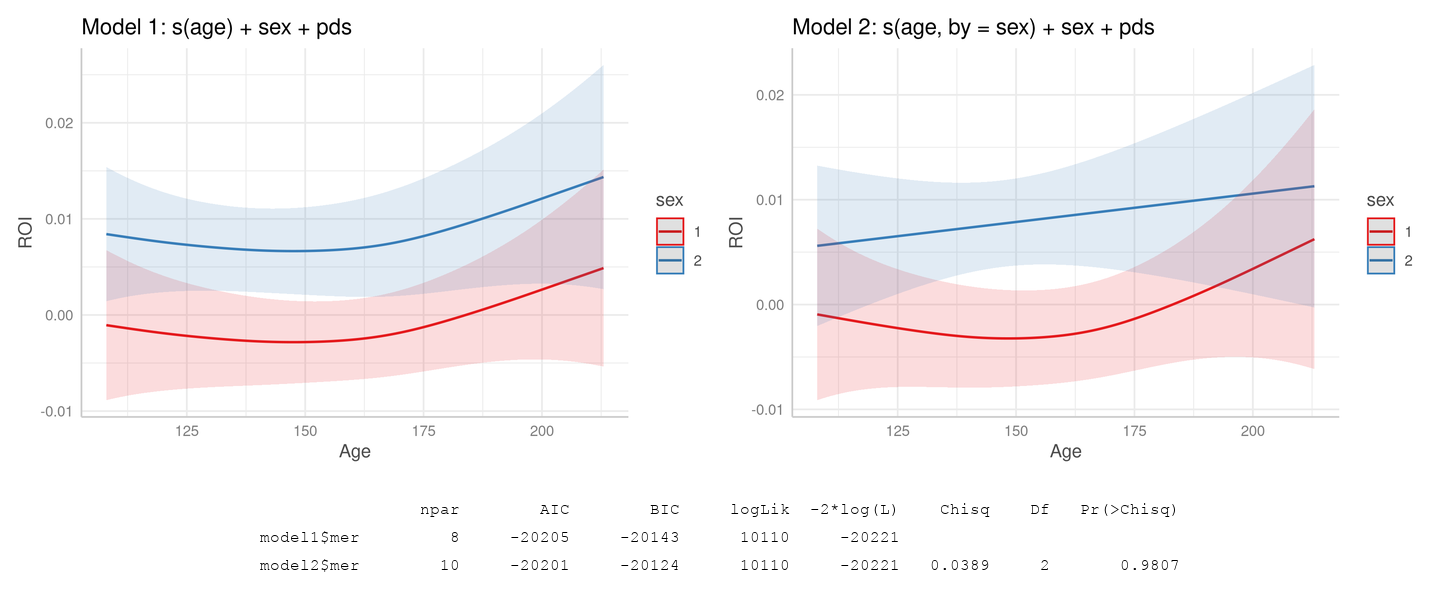 Model 1: s(age) + sex + pds
0.02
0.01
0.00
-0.01
ROI
125 150 175 200
Age
sex
1
2
Model 2: s(age, by = sex) + sex + pds
0.02
0.01
0.00
-0.01
ROI
125 150 175 200
Age
sex
1
2
npar AIC BIC logLik -2*log(L) Chisq Df Pr(>Chisq)
model1$mer 8 -20205 -20143 10110 -20221
model2$mer 10 -20201 -20124 10110 -20221 0.0389 2 0.9807